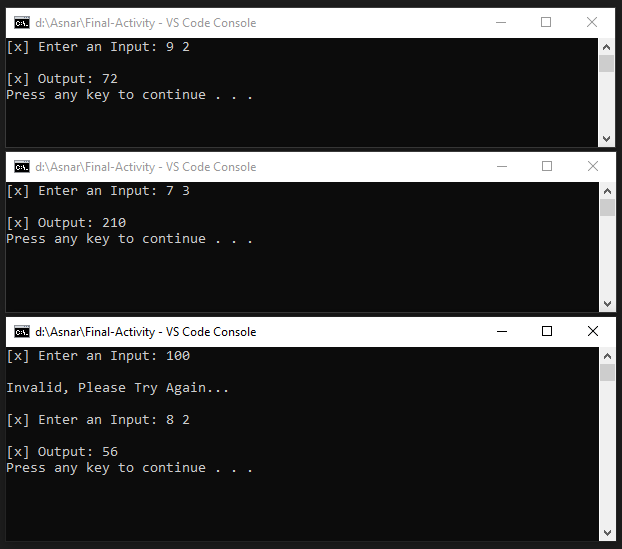 d:\Asnar\Final-Activity - VS Code Console
[x] Enter an Input: 9 2
[x] Output: 72
Press any key to continue . . .
d:\Asnar\Final-Activity - VS Code Console
[x] Enter an Input: 7 3
[x] Output: 210
Press any key to continue . . .
d:\Asnar\Final-Activity - VS Code Console
[x] Enter an Input: 100
Invalid, Please Try Again...
[x] Enter an Input: 8 2
[x] Output: 56
Press any key to continue . . .